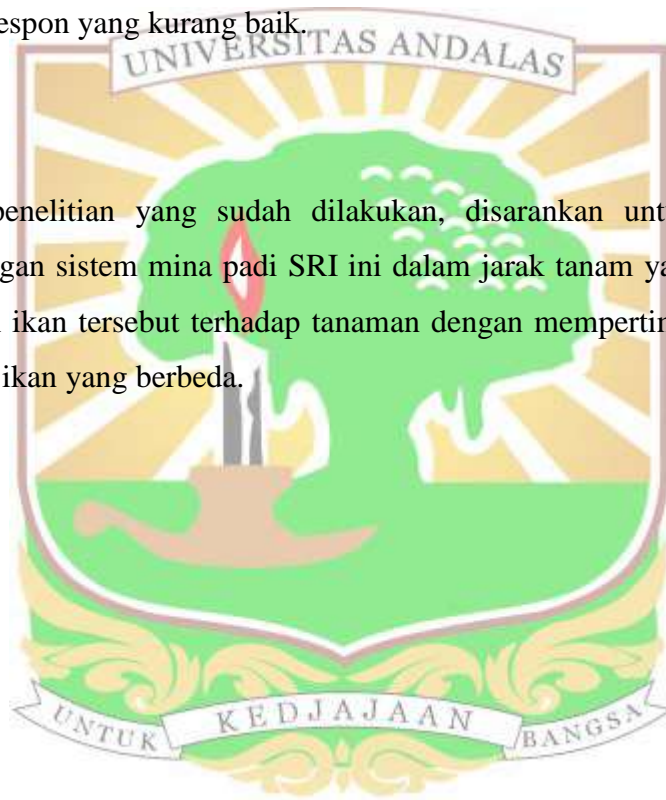 espon yang kurang baik.
UNIVERSITAS ANDALAS
penelitian yang sudah dilakukan, disarankan unt
gan sistem mina padi SRI ini dalam jarak tanam ya
ikan tersebut terhadap tanaman dengan mempertin
ikan yang berbeda.
UNTUK KEDJAJAAN BANGSA